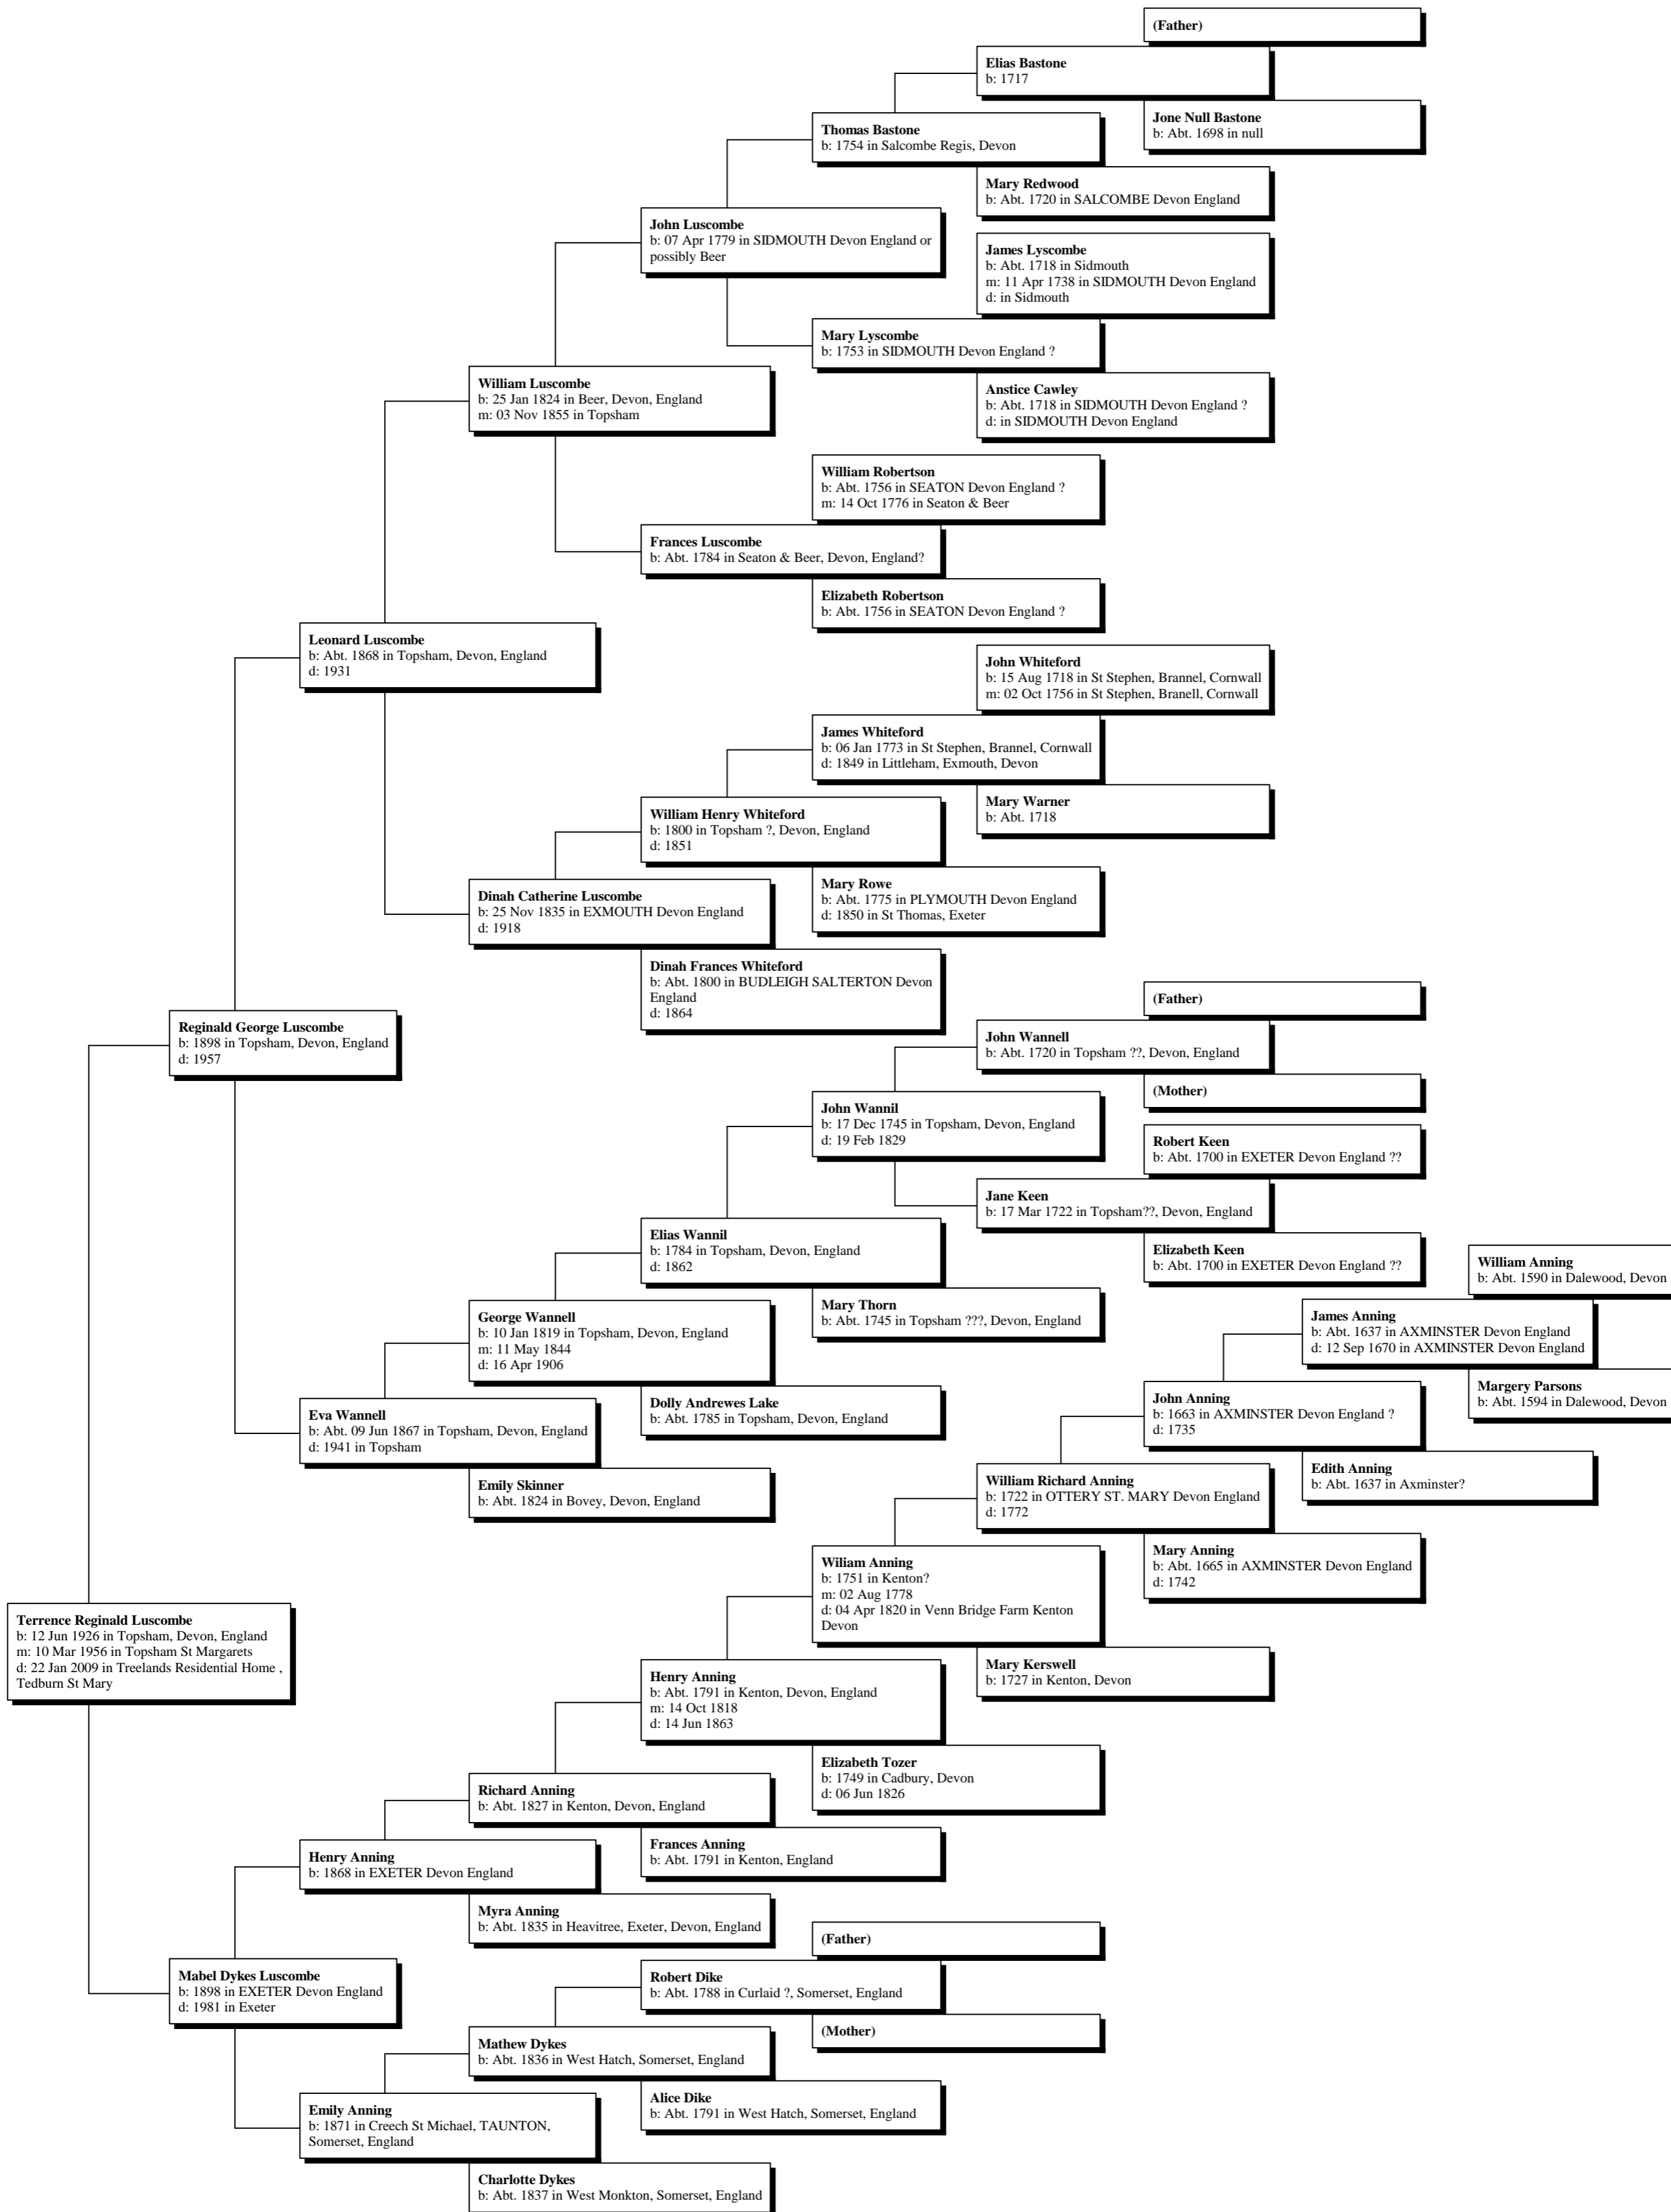 (Father)
Elias Bastone
b: 1717
Jone Null Bastone
b: Abt. 1698 in null
Thomas Bastone
b: 1754 in Salcombe Regis, Devon
Mary Redwood
b: Abt. 1720 in SALCOMBE Devon England
John Luscombe
b: 07 Apr 1779 in SIDMOUTH Devon England or
possibly Beer
James Lyscombe
b: Abt. 1718 in Sidmouth
m: 11 Apr 1738 in SIDMOUTH Devon England
d: in Sidmouth
Mary Lyscombe
b: 1753 in SIDMOUTH Devon England ?
Anstice Cawley
b: Abt. 1718 in SIDMOUTH Devon England ?
d: in SIDMOUTH Devon England
William Luscombe
b: 25 Jan 1824 in Beer, Devon, England
m: 03 Nov 1855 in Topsham
William Robertson
b: Abt. 1756 in SEATON Devon England ?
m: 14 Oct 1776 in Seaton & Beer
Frances Luscombe
b: Abt. 1784 in Seaton & Beer, Devon, England?
Elizabeth Robertson
b: Abt. 1756 in SEATON Devon England ?
Leonard Luscombe
b: Abt. 1868 in Topsham, Devon, England
d: 1931
John Whiteford
b: 15 Aug 1718 in St Stephen, Brannel, Cornwall
m: 02 Oct 1756 in St Stephen, Branell, Cornwall
James Whiteford
b: 06 Jan 1773 in St Stephen, Brannel, Cornwall
d: 1849 in Littleham, Exmouth, Devon
Mary Warner
b: Abt. 1718
William Henry Whiteford
b: 1800 in Topsham ?, Devon, England
d: 1851
Mary Rowe
b: Abt. 1775 in PLYMOUTH Devon England
d: 1850 in St Thomas, Exeter
Dinah Catherine Luscombe
b: 25 Nov 1835 in EXMOUTH Devon England
d: 1918
Dinah Frances Whiteford
b: Abt. 1800 in BUDLEIGH SALTERTON Devon
England
d: 1864
Reginald George Luscombe
b: 1898 in Topsham, Devon, England
d: 1957
(Father)
John Wannell
b: Abt. 1720 in Topsham ??, Devon, England
(Mother)
John Wannil
b: 17 Dec 1745 in Topsham, Devon, England
d: 19 Feb 1829
Robert Keen
b: Abt. 1700 in EXETER Devon England ??
Jane Keen
b: 17 Mar 1722 in Topsham??, Devon, England
Elizabeth Keen
b: Abt. 1700 in EXETER Devon England ??
Elias Wannil
b: 1784 in Topsham, Devon, England
d: 1862
Mary Thorn
b: Abt. 1745 in Topsham ???, Devon, England
George Wannell
b: 10 Jan 1819 in Topsham, Devon, England
m: 11 May 1844
d: 16 Apr 1906
Dolly Andrewes Lake
b: Abt. 1785 in Topsham, Devon, England
Eva Wannell
b: Abt. 09 Jun 1867 in Topsham, Devon, England
d: 1941 in Topsham
Emily Skinner
b: Abt. 1824 in Bovey, Devon, England
William Anning
b: Abt. 1590 in Dalewood, Devon
James Anning
b: Abt. 1637 in AXMINSTER Devon England
d: 12 Sep 1670 in AXMINSTER Devon England
Margery Parsons
b: Abt. 1594 in Dalewood, Devon
John Anning
b: 1663 in AXMINSTER Devon England ?
d: 1735
Edith Anning
b: Abt. 1637 in Axminster?
William Richard Anning
b: 1722 in OTTERY ST. MARY Devon England
d: 1772
Mary Anning
b: Abt. 1665 in AXMINSTER Devon England
d: 1742
Wiliam Anning
b: 1751 in Kenton?
m: 02 Aug 1778
d: 04 Apr 1820 in Venn Bridge Farm Kenton
Devon
Mary Kerswell
b: 1727 in Kenton, Devon
Terrence Reginald Luscombe
b: 12 Jun 1926 in Topsham, Devon, England
m: 10 Mar 1956 in Topsham St Margarets
d: 22 Jan 2009 in Treelands Residential Home ,
Tedburn St Mary
Henry Anning
b: Abt. 1791 in Kenton, Devon, England
m: 14 Oct 1818
d: 14 Jun 1863
Elizabeth Tozer
b: 1749 in Cadbury, Devon
d: 06 Jun 1826
Richard Anning
b: Abt. 1827 in Kenton, Devon, England
Frances Anning
b: Abt. 1791 in Kenton, England
Henry Anning
b: 1868 in EXETER Devon England
Myra Anning
b: Abt. 1835 in Heavitree, Exeter, Devon, England
Mabel Dykes Luscombe
b: 1898 in EXETER Devon England
d: 1981 in Exeter
(Father)
Robert Dike
b: Abt. 1788 in Curlaid ?, Somerset, England
(Mother)
Mathew Dykes
b: Abt. 1836 in West Hatch, Somerset, England
Alice Dike
b: Abt. 1791 in West Hatch, Somerset, England
Emily Anning
b: 1871 in Creech St Michael, TAUNTON,
Somerset, England
Charlotte Dykes
b: Abt. 1837 in West Monkton, Somerset, England